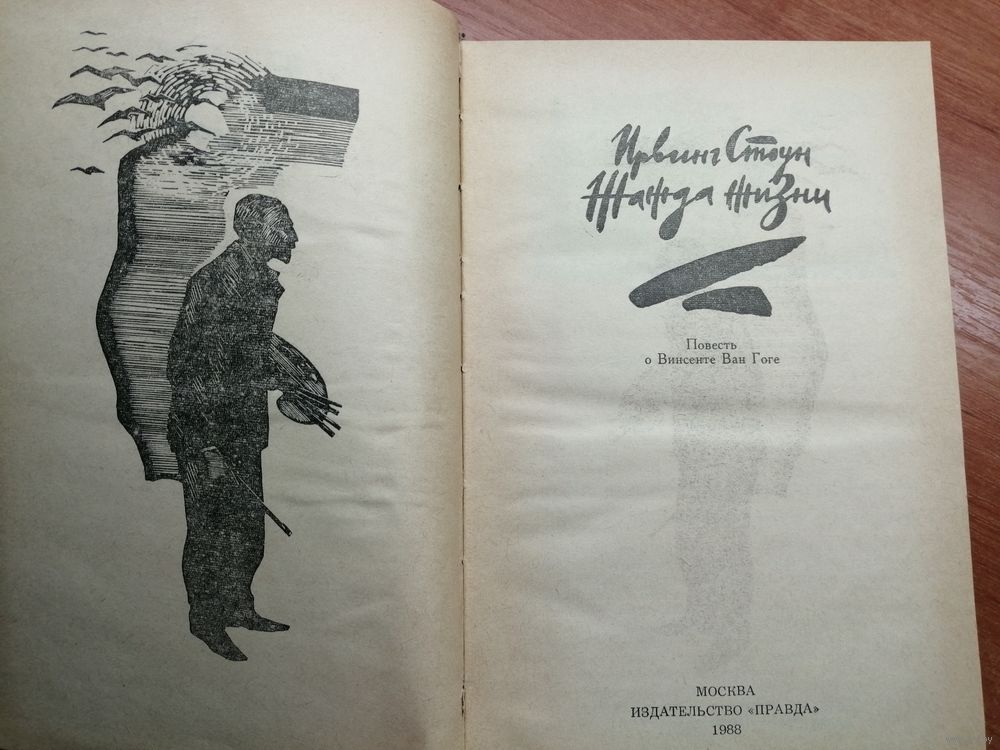 Ирвинг Стоун
Жажда жизни
Повесть
о Винсенте Ван Гоге
МОСКВА
ИЗДАТЕЛЬСТВО «ПРАВДА»
1988